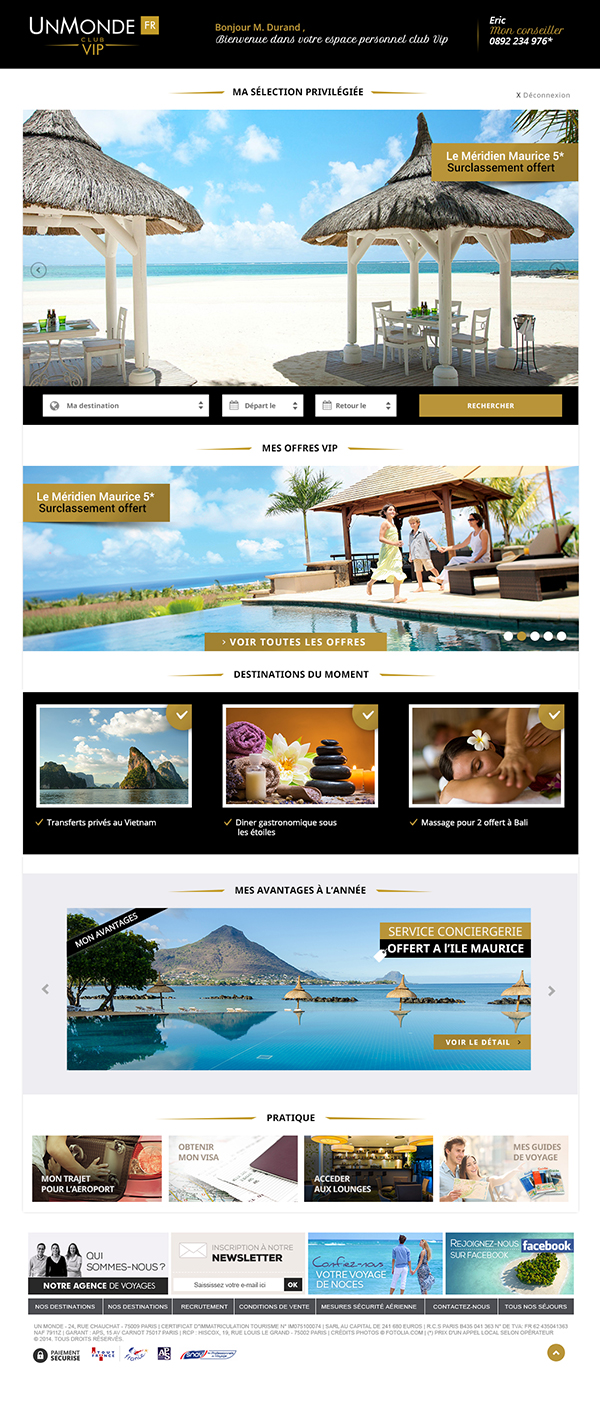 UNMONDE FR
CLUB
VIP
Bonjour M. Durand ,
Bienvenue dans votre espace personnel club Vip
Eric
Mon conseiller
0892 234 976*
MA SÉLECTION PRIVILÉGIÉE
X Déconnexion
Le Méridien Maurice 5*
Surclassement offert
Ma destination
Départ le
Retour le
RECHERCHER
MES OFFRES VIP
Le Méridien Maurice 5*
Surclassement offert
› VOIR TOUTES LES OFFRES
DESTINATIONS DU MOMENT
Transferts privés au Vietnam
Diner gastronomique sous
les étoiles
Massage pour 2 offert à Bali
MES AVANTAGES À L'ANNÉE
MON AVANTAGES
SERVICE CONCIERGERIE
OFFERT A l'ILE MAURICE
VOIR LE DÉTAIL ›
PRATIQUE
MON TRAJET
POUR L'AEROPORT
OBTENIR
MON VISA
ACCEDER
AUX LOUNGES
MES GUIDES
DE VOYAGE
QUI
SOMMES-NOUS ?
NOTRE AGENCE DE VOYAGES
INSCRIPTION À NOTRE
NEWSLETTER
Saississez votre e-mail ici
OK
Confiez-nous
VOTRE VOYAGE
DE NOCES
REJOIGNEZ-NOUS
SUR FACEBOOK
facebook
NOS DESTINATIONS
NOS DESTINATIONS
RECRUTEMENT
CONDITIONS DE VENTE
MESURES SÉCURITÉ AÉRIENNE
CONTACTEZ-NOUS
TOUS NOS SÉJOURS
UN MONDE - 24, RUE CHAUCHAT - 75009 PARIS | CERTIFICAT D'IMMATRICULATION TOURISME N° IM075100074 | SARL AU CAPITAL DE 241 680 EUROS | R.C.S PARIS B435 041 363 N° DE TVA: FR 62 435041363
NAF 7911Z | GARANT : APS, 15 AV CARNOT 75017 PARIS | RCP : HISCOX, 19, RUE LOUIS LE GRAND - 75002 PARIS | CRÉDITS PHOTOS © FOTOLIA.COM | (*) PRIX D'UN APPEL LOCAL SELON OPÉRATEUR
© 2014. TOUS DROITS RÉSERVÉS.
PAIEMENT
SECURISE